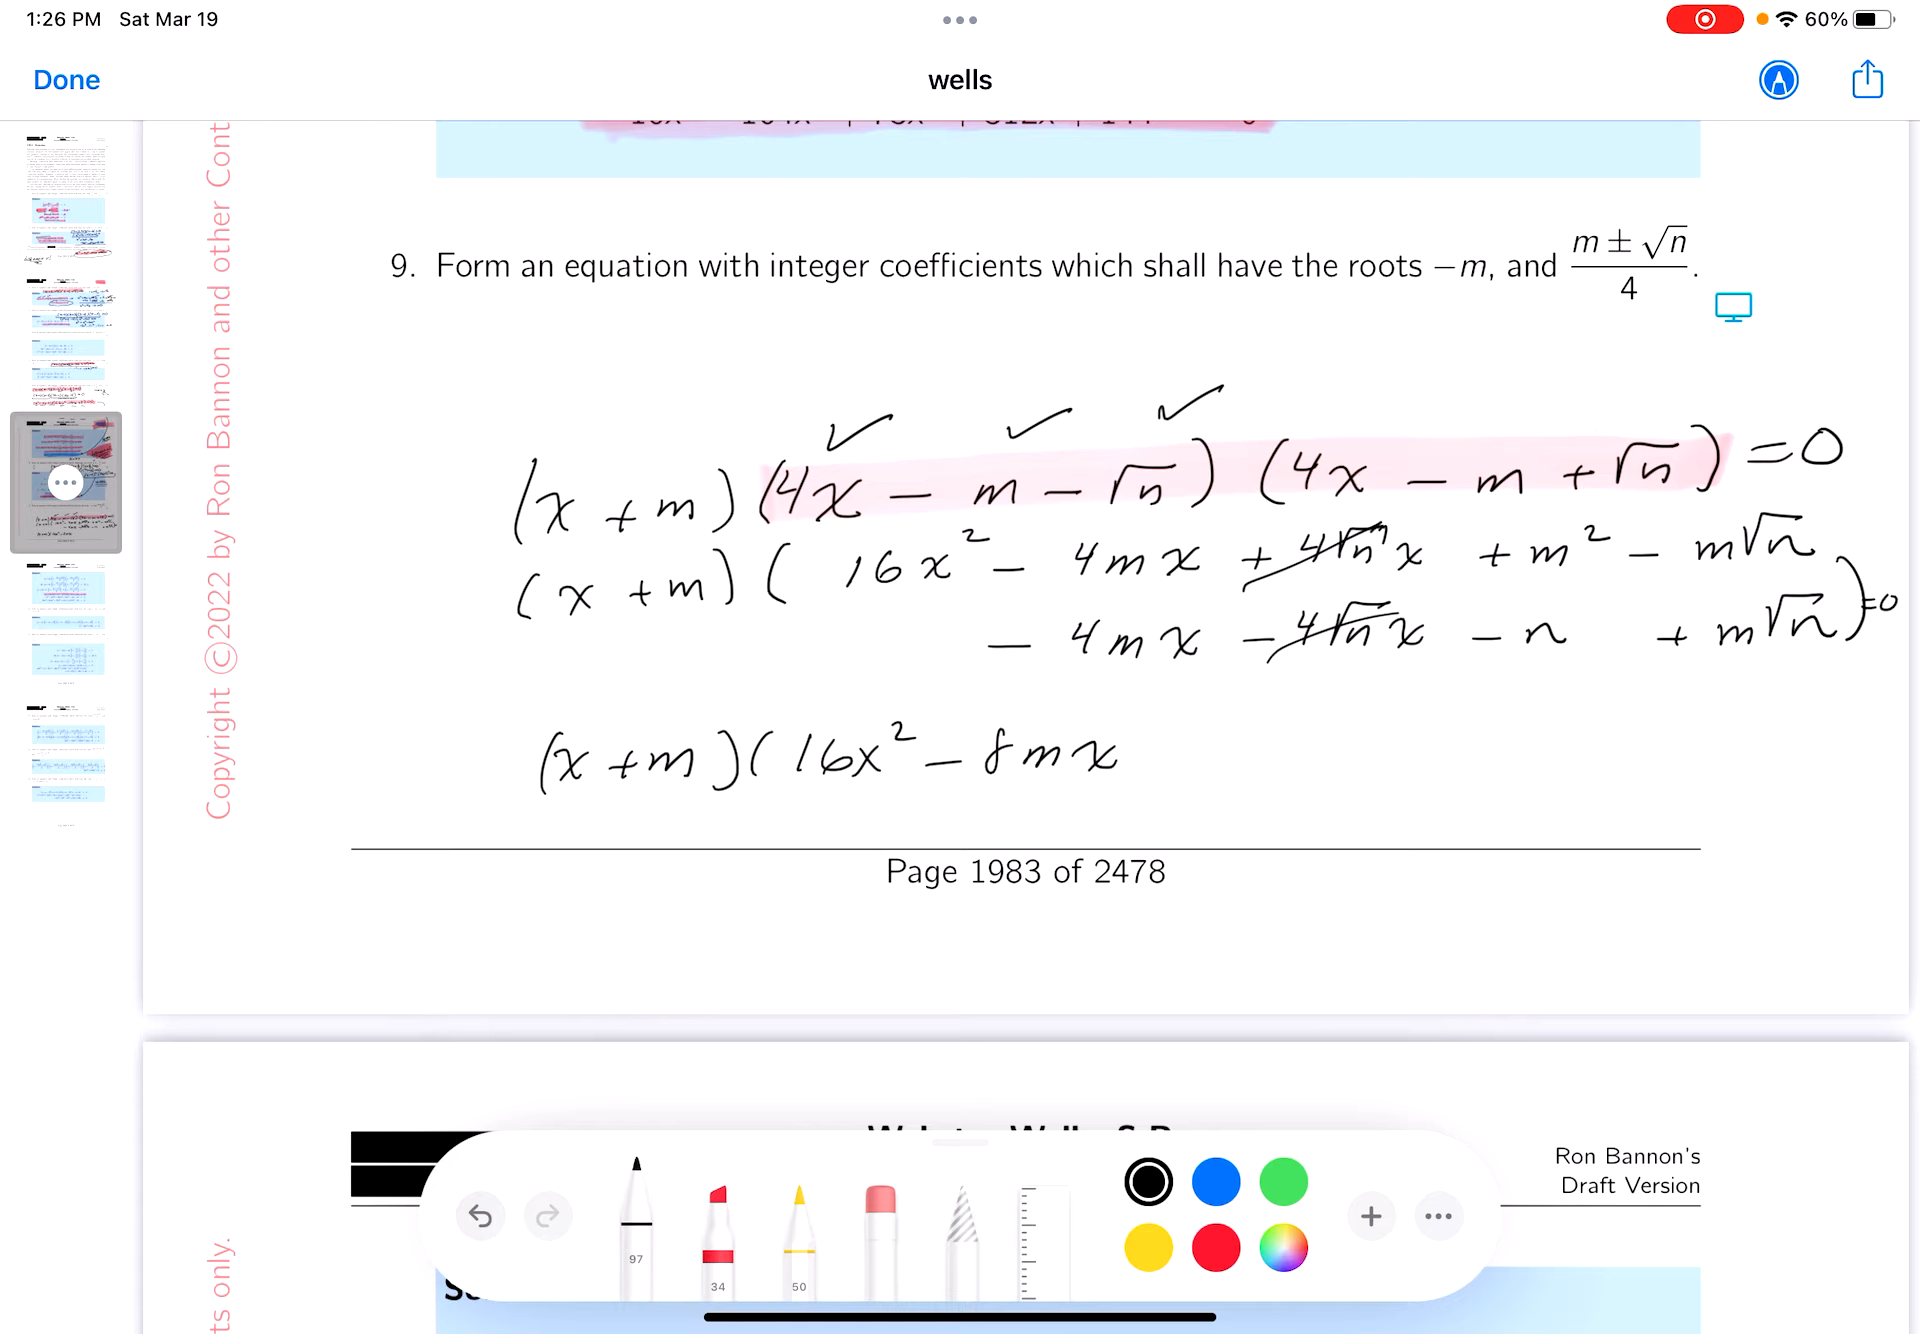 1:26 PM Sat Mar 19
60%
Done
wells
Copyright ©2022 by Ron Bannon and other Cont
9. Form an equation with integer coefficients which shall have the roots −m, and (m ± √n)/4.
(x + m)(4x − m − √n)(4x − m + √n) = 0
(x + m)(16x² − 4mx + 4√n x + m² − m√n
− 4mx − 4√n x − n + m√n) = 0
(x + m)(16x² − 8mx
Page 1983 of 2478
Ron Bannon's
Draft Version
ts only.
97
34
50